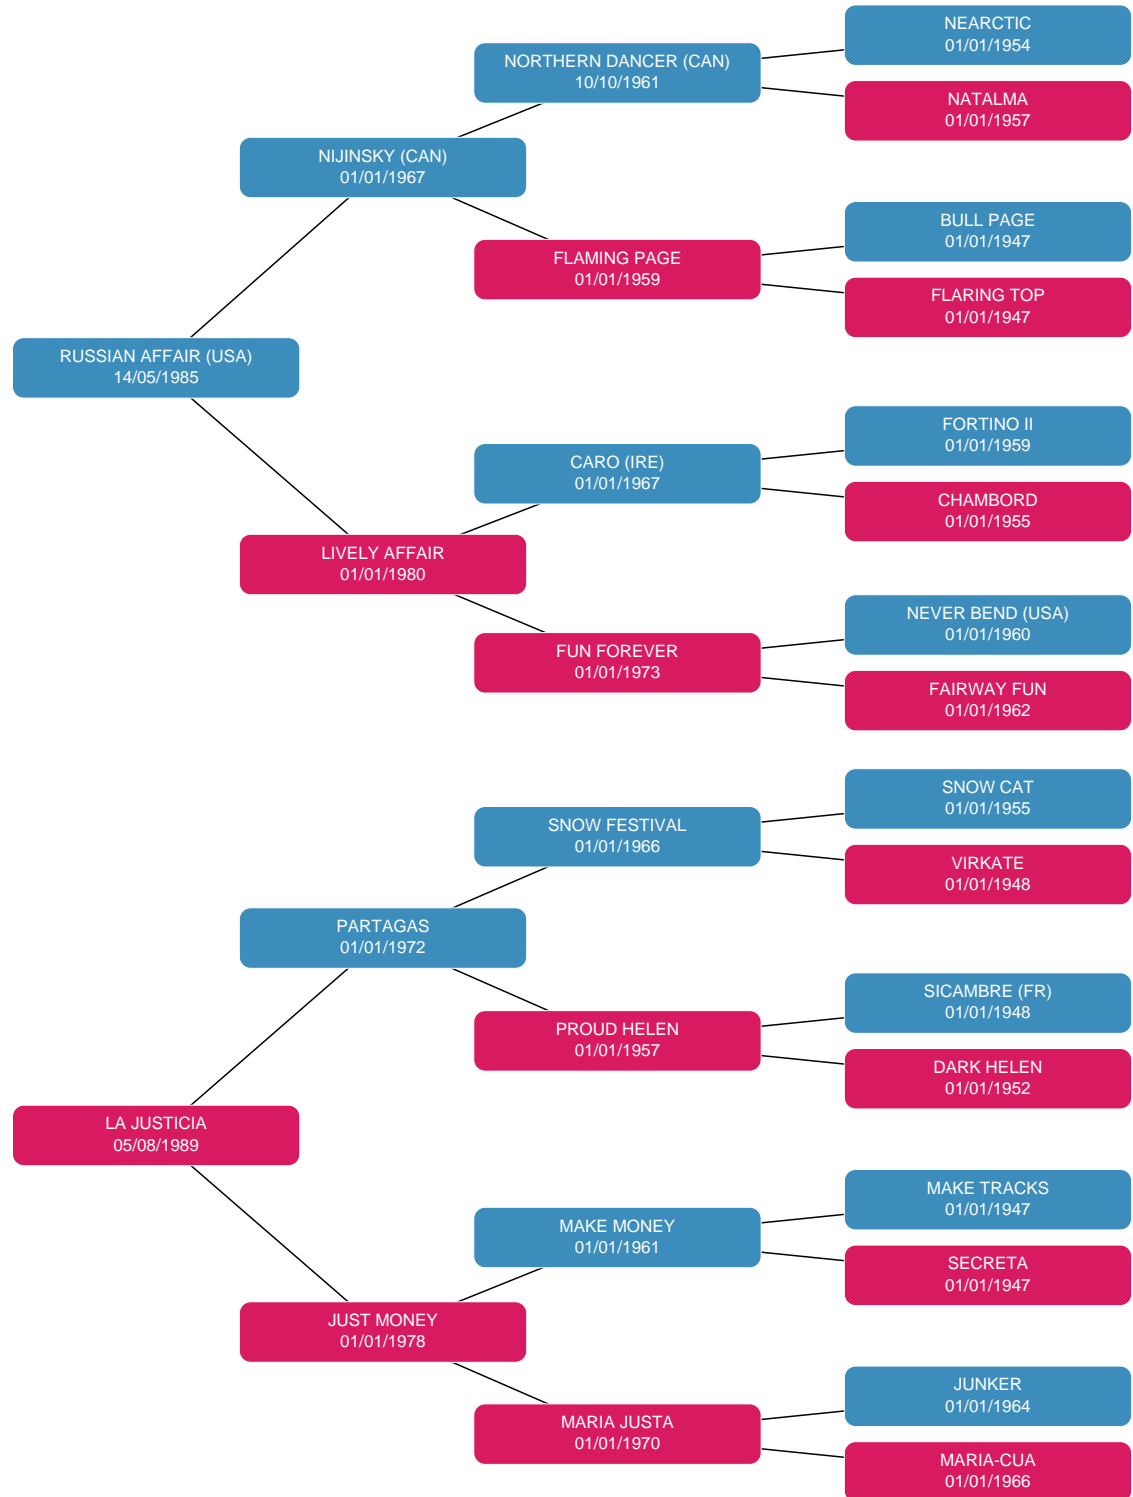 NEARCTIC
01/01/1954
NORTHERN DANCER (CAN)
10/10/1961
NATALMA
01/01/1957
NIJINSKY (CAN)
01/01/1967
BULL PAGE
01/01/1947
FLAMING PAGE
01/01/1959
FLARING TOP
01/01/1947
RUSSIAN AFFAIR (USA)
14/05/1985
FORTINO II
01/01/1959
CARO (IRE)
01/01/1967
CHAMBORD
01/01/1955
LIVELY AFFAIR
01/01/1980
NEVER BEND (USA)
01/01/1960
FUN FOREVER
01/01/1973
FAIRWAY FUN
01/01/1962
SNOW CAT
01/01/1955
SNOW FESTIVAL
01/01/1966
VIRKATE
01/01/1948
PARTAGAS
01/01/1972
SICAMBRE (FR)
01/01/1948
PROUD HELEN
01/01/1957
DARK HELEN
01/01/1952
LA JUSTICIA
05/08/1989
MAKE TRACKS
01/01/1947
MAKE MONEY
01/01/1961
SECRETA
01/01/1947
JUST MONEY
01/01/1978
JUNKER
01/01/1964
MARIA JUSTA
01/01/1970
MARIA-CUA
01/01/1966